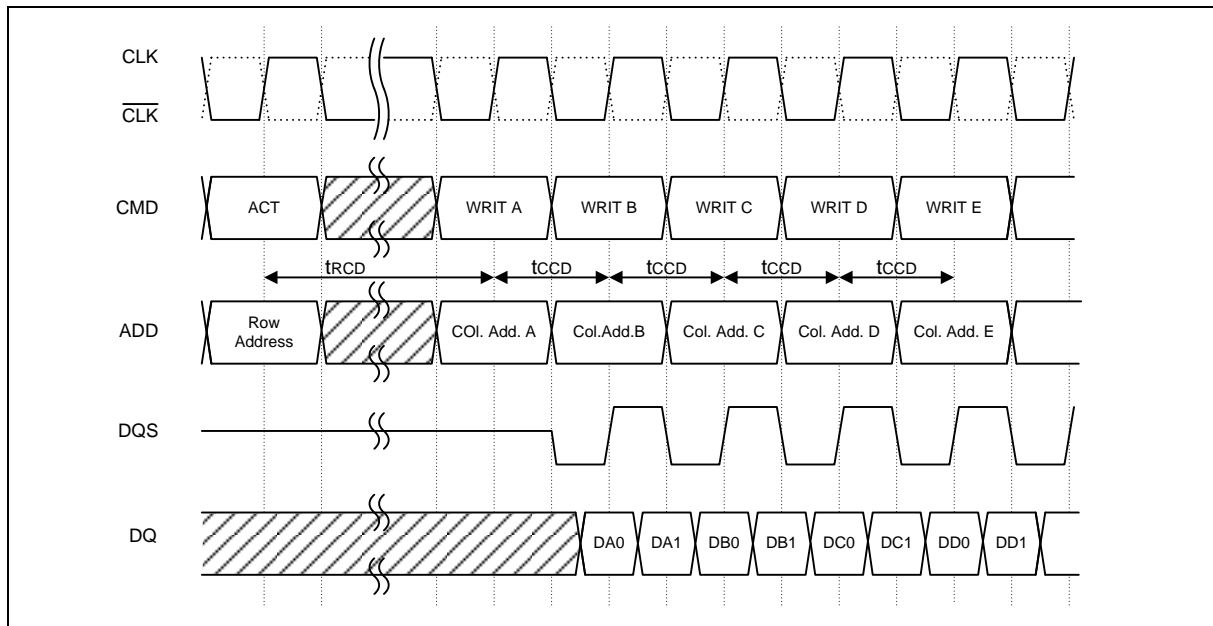 CLK
CLK
CMD
ACT
WRIT A
WRIT B
WRIT C
WRIT D
WRIT E
tRCD
tCCD
tCCD
tCCD
tCCD
ADD
Row
Address
COl. Add. A
Col.Add.B
Col. Add. C
Col. Add. D
Col. Add. E
DQS
DQ
DA0
DA1
DB0
DB1
DC0
DC1
DD0
DD1